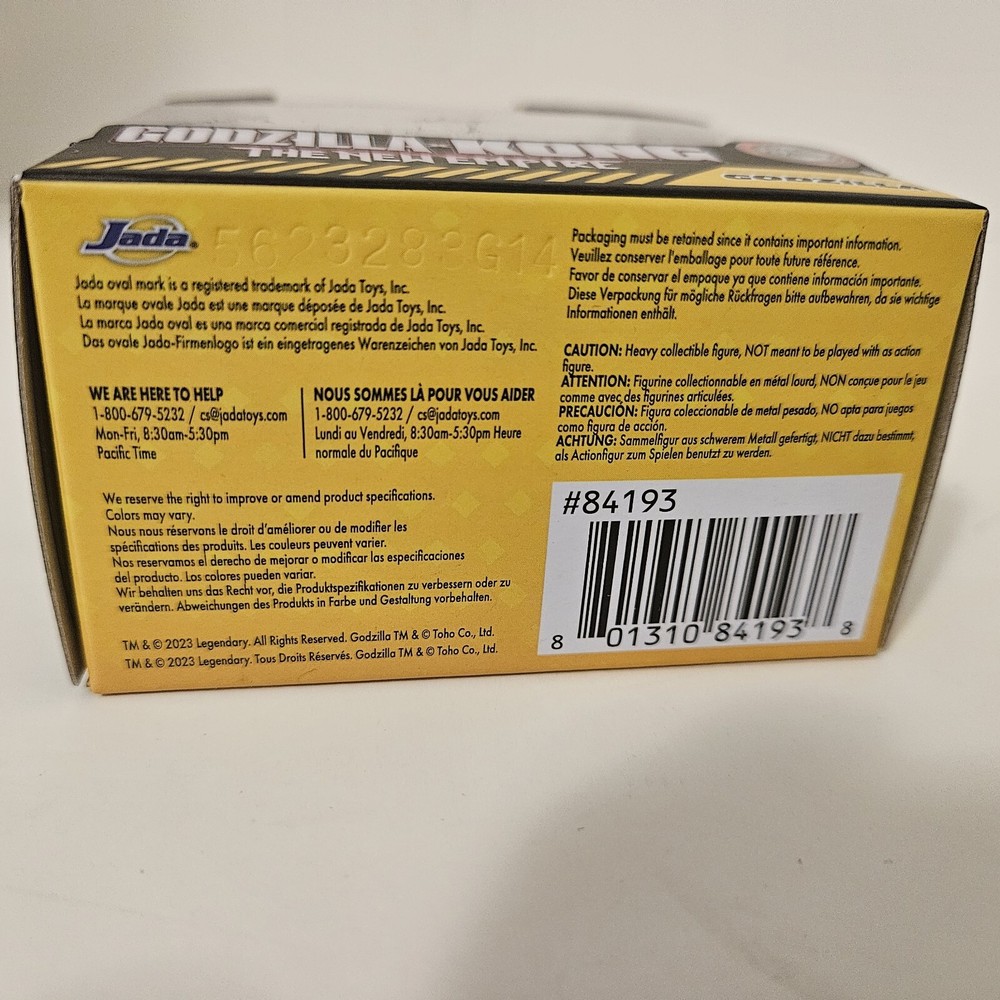 GODZILLA-KONG
THE NEW EMPIRE
GODZILLA
Jada®
Jada oval mark is a registered trademark of Jada Toys, Inc.
La marque ovale Jada est une marque déposée de Jada Toys, Inc.
La marca Jada oval es una marca comercial registrada de Jada Toys, Inc.
Das ovale Jada-Firmenlogo ist ein eingetragenes Warenzeichen von Jada Toys, Inc.
WE ARE HERE TO HELP
1-800-679-5232 / cs@jadatoys.com
Mon-Fri, 8:30am-5:30pm
Pacific Time
NOUS SOMMES LÀ POUR VOUS AIDER
1-800-679-5232 / cs@jadatoys.com
Lundi au Vendredi, 8:30am-5:30pm Heure
normale du Pacifique
We reserve the right to improve or amend product specifications.
Colors may vary.
Nous nous réservons le droit d'améliorer ou de modifier les
spécifications des produits. Les couleurs peuvent varier.
Nos reservamos el derecho de mejorar o modificar las especificaciones
del producto. Los colores pueden variar.
Wir behalten uns das Recht vor, die Produktspezifikationen zu verbessern oder zu
verändern. Abweichungen des Produkts in Farbe und Gestaltung vorbehalten.
TM & © 2023 Legendary. All Rights Reserved. Godzilla TM & © Toho Co., Ltd.
TM & © 2023 Legendary. Tous Droits Réservés. Godzilla TM & © Toho Co., Ltd.
Packaging must be retained since it contains important information.
Veuillez conserver l'emballage pour toute future référence.
Favor de conservar el empaque ya que contiene información importante.
Diese Verpackung für mögliche Rückfragen bitte aufbewahren, da sie wichtige
Informationen enthält.
CAUTION: Heavy collectible figure, NOT meant to be played with as action
figure.
ATTENTION: Figurine collectionnable en métal lourd, NON conçue pour le jeu
comme avec des figurines articulées.
PRECAUCIÓN: Figura coleccionable de metal pesado, NO apta para juegos
como figura de acción.
ACHTUNG: Sammelfigur aus schwerem Metall gefertigt, NICHT dazu bestimmt,
als Actionfigur zum Spielen benutzt zu werden.
#84193
8 01310 84193 8